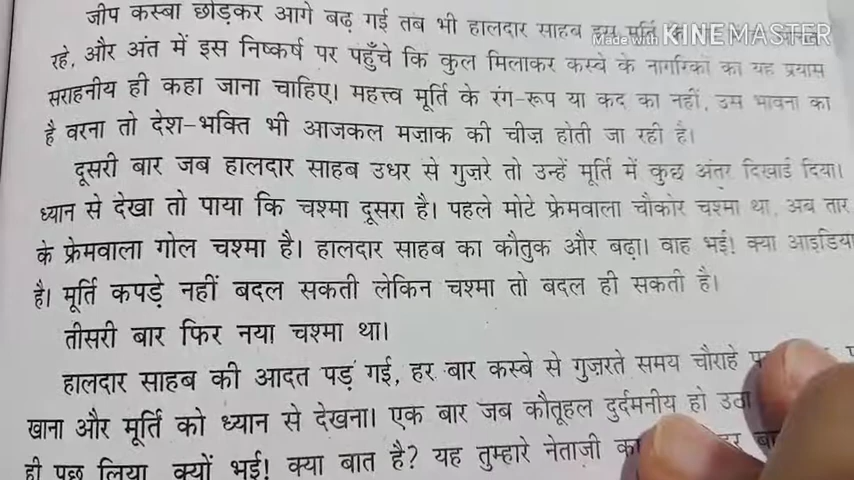 जीप कस्बा छोड़कर आगे बढ़ गई तब भी हालदार साहब इस मूर्ति के
Made with KINEMASTER
रहे, और अंत में इस निष्कर्ष पर पहुँचे कि कुल मिलाकर कस्बे के नागरिकों का यह प्रयास
सराहनीय ही कहा जाना चाहिए। महत्त्व मूर्ति के रंग-रूप या कद का नहीं, उस भावना का
है वरना तो देश-भक्ति भी आजकल मज़ाक की चीज़ होती जा रही है।
दूसरी बार जब हालदार साहब उधर से गुजरे तो उन्हें मूर्ति में कुछ अंतर दिखाई दिया।
ध्यान से देखा तो पाया कि चश्मा दूसरा है। पहले मोटे फ्रेमवाला चौकोर चश्मा था, अब तार
के फ्रेमवाला गोल चश्मा है। हालदार साहब का कौतुक और बढ़ा। वाह भई! क्या आइडिया
है। मूर्ति कपड़े नहीं बदल सकती लेकिन चश्मा तो बदल ही सकती है।
तीसरी बार फिर नया चश्मा था।
हालदार साहब की आदत पड़ गई, हर बार कस्बे से गुजरते समय चौराहे
खाना और मूर्ति को ध्यान से देखना। एक बार जब कौतूहल दुर्दमनीय हो उठा
ही पूछ लिया, क्यों भई! क्या बात है? यह तुम्हारे नेताजी का